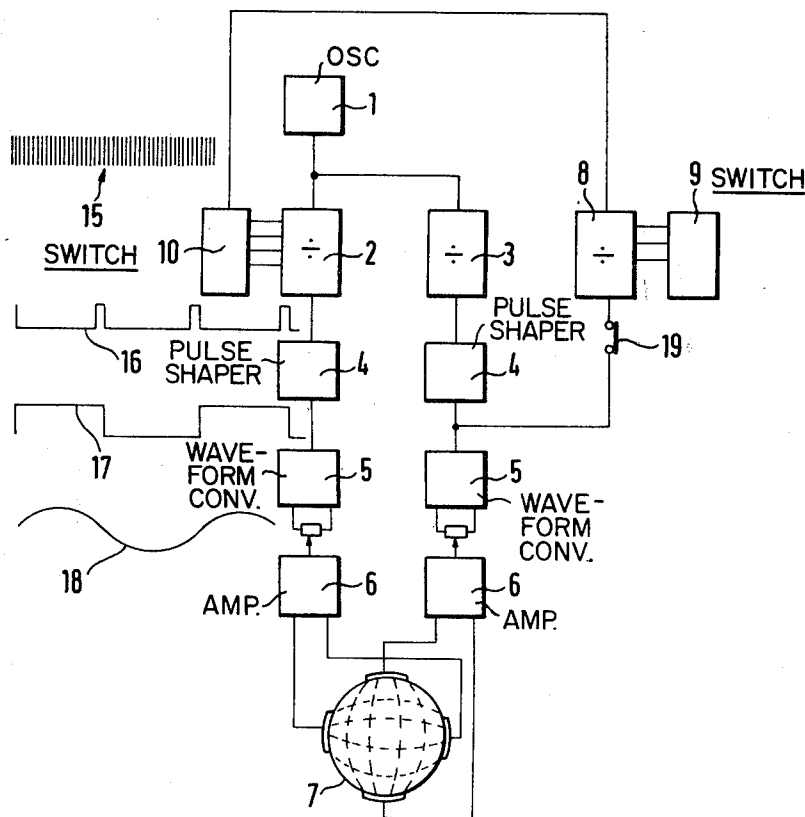 OSC
1
8
9 SWITCH
15
SWITCH
10
÷
2
÷
3
÷
16
PULSE
SHAPER
4
PULSE
SHAPER
4
19
17
WAVE-
FORM
CONV.
5
5
WAVE-
FORM
CONV.
18
AMP.
6
6
AMP.
7